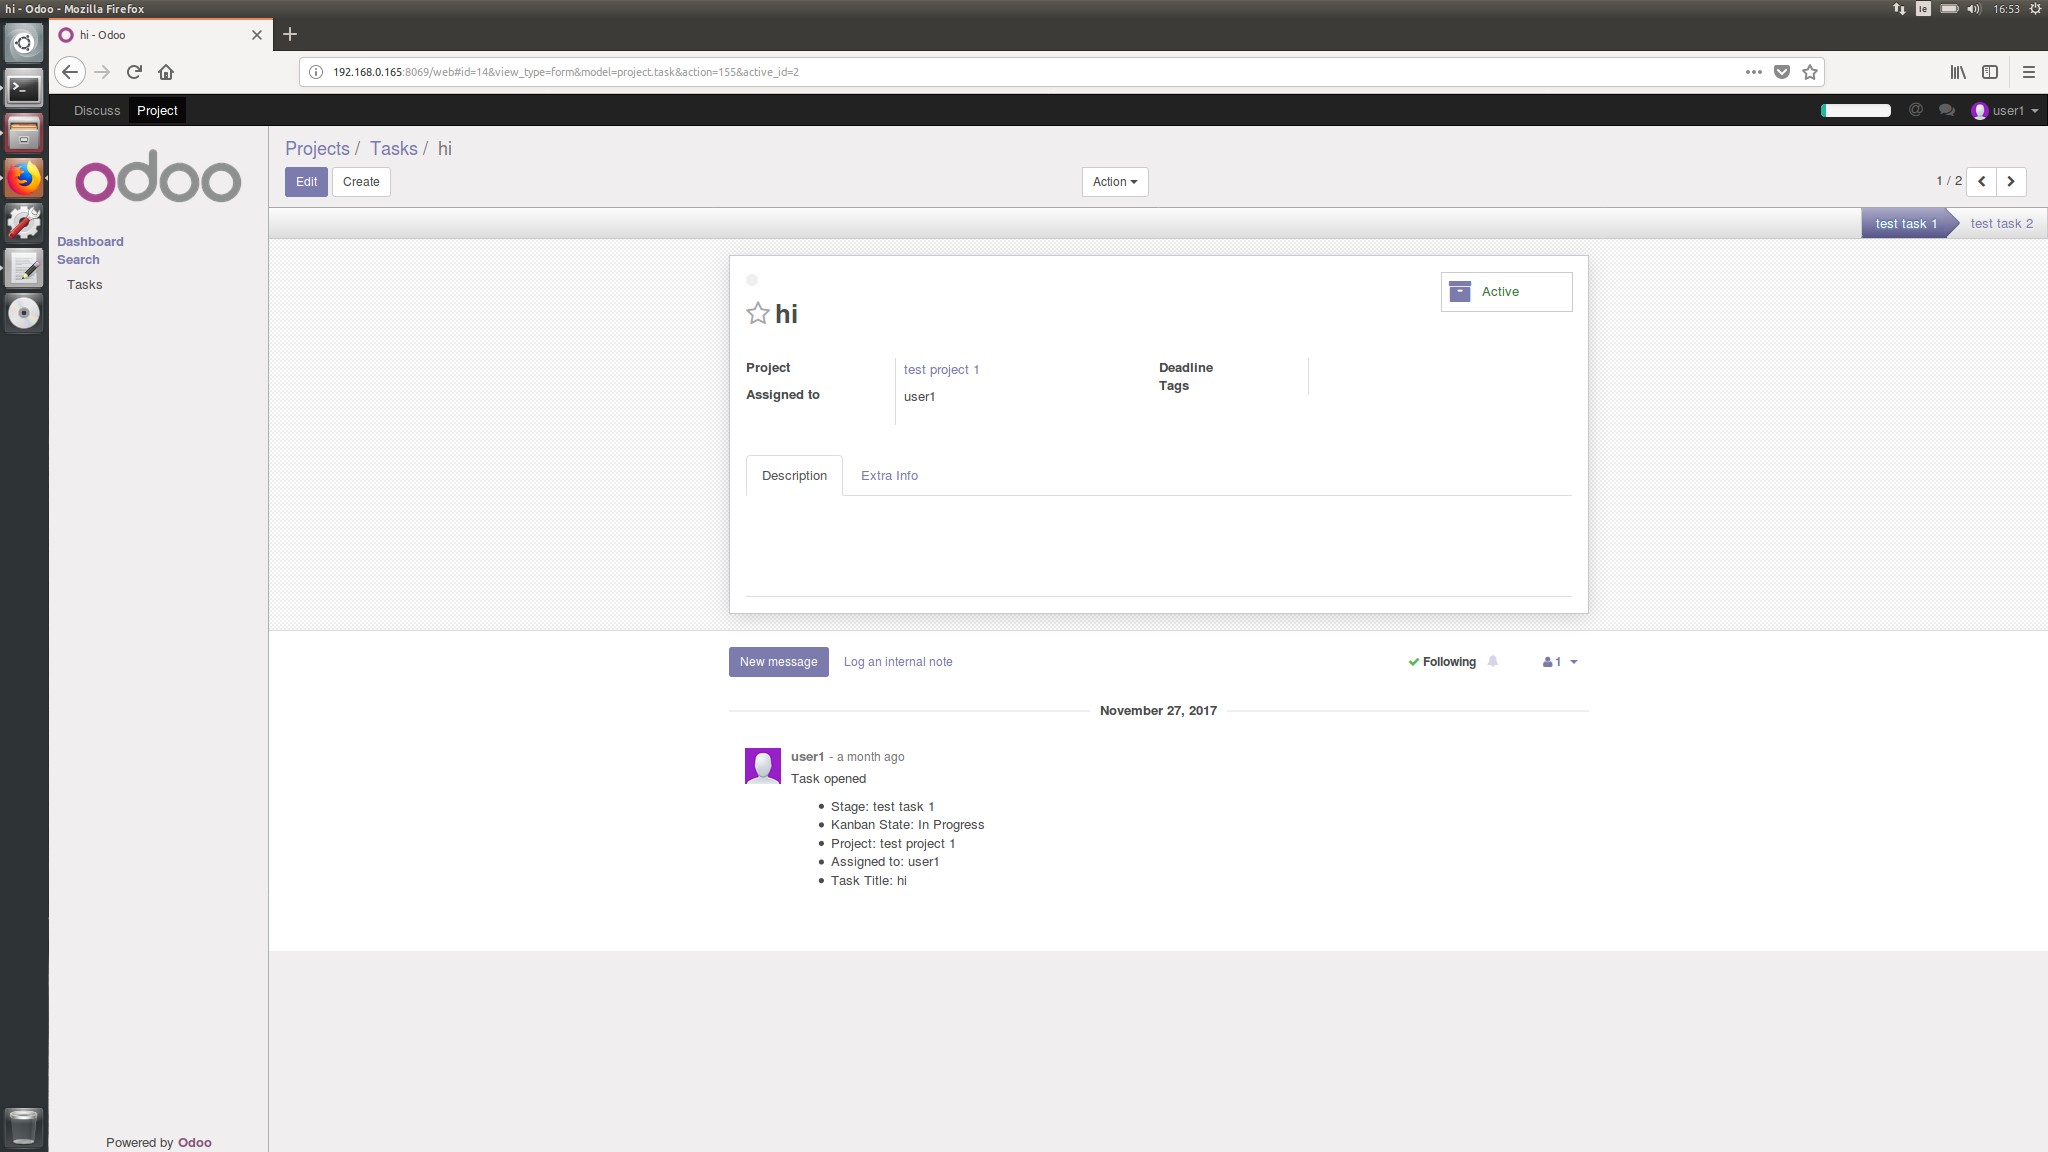 hi - Odoo - Mozilla Firefox
Ie 16:53
hi - Odoo
192.168.0.165:8069/web#id=14&view_type=form&model=project.task&action=155&active_id=2
Discuss Project
@ user1
odoo
Projects / Tasks / hi
Edit Create Action 1 / 2
test task 1 test task 2
Dashboard
Search
Tasks
Active
hi
Project test project 1 Deadline
Tags
Assigned to user1
Description Extra Info
New message Log an internal note Following 1
November 27, 2017
user1 - a month ago
Task opened
Stage: test task 1
Kanban State: In Progress
Project: test project 1
Assigned to: user1
Task Title: hi
Powered by Odoo